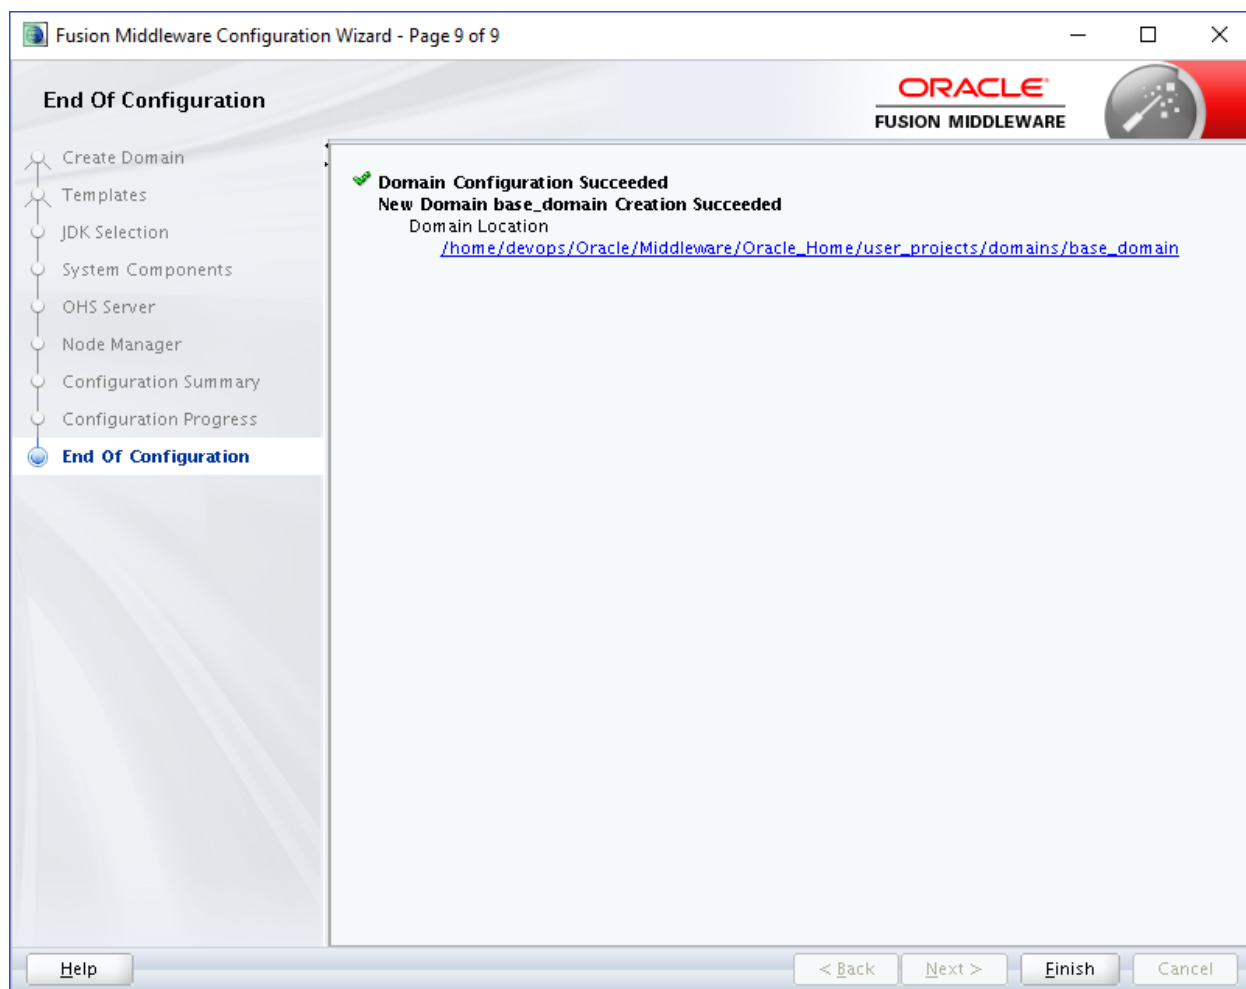 Fusion Middleware Configuration Wizard - Page 9 of 9
End Of Configuration
ORACLE
FUSION MIDDLEWARE
Create Domain
Templates
JDK Selection
System Components
OHS Server
Node Manager
Configuration Summary
Configuration Progress
End Of Configuration
Domain Configuration Succeeded
New Domain base_domain Creation Succeeded
Domain Location
/home/devops/Oracle/Middleware/Oracle_Home/user_projects/domains/base_domain
Help
< Back
Next >
Finish
Cancel